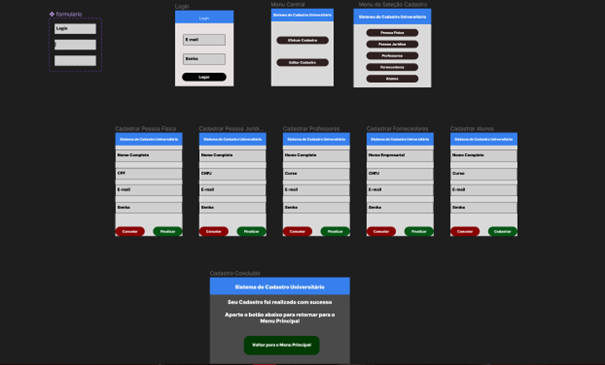 formulario
Login
Login
Login
E-mail
Senha
Logar
Menu Central
Sistema de Cadastro Universitário
Efetuar Cadastro
Editar Cadastro
Menu de Seleção Cadastro
Sistema de Cadastro Universitário
Pessoa Física
Pessoa Jurídica
Professores
Fornecedores
Alunos
Cadastrar Pessoa Física
Sistema de Cadastro Universitário
Nome Completo
CPF
E-mail
Senha
Cancelar
Finalizar
Cadastrar Pessoa Jurídi...
Sistema de Cadastro Universitário
Nome Completo
CNPJ
E-mail
Senha
Cancelar
Finalizar
Cadastrar Professores
Sistema de Cadastro Universitário
Nome Completo
Curso
E-mail
Senha
Cancelar
Finalizar
Cadastrar Fornecedores
Sistema de Cadastro Universitário
Nome Empresarial
CNPJ
E-mail
Senha
Cancelar
Finalizar
Cadastrar Alunos
Sistema de Cadastro Universitário
Nome Completo
Curso
E-mail
Senha
Cancelar
Cadastrar
Cadastro Concluído
Sistema de Cadastro Universitário
Seu Cadastro foi realizado com sucesso
Aperte o botão abaixo para retornar para o
Menu Principal
Voltar para o Menu Principal